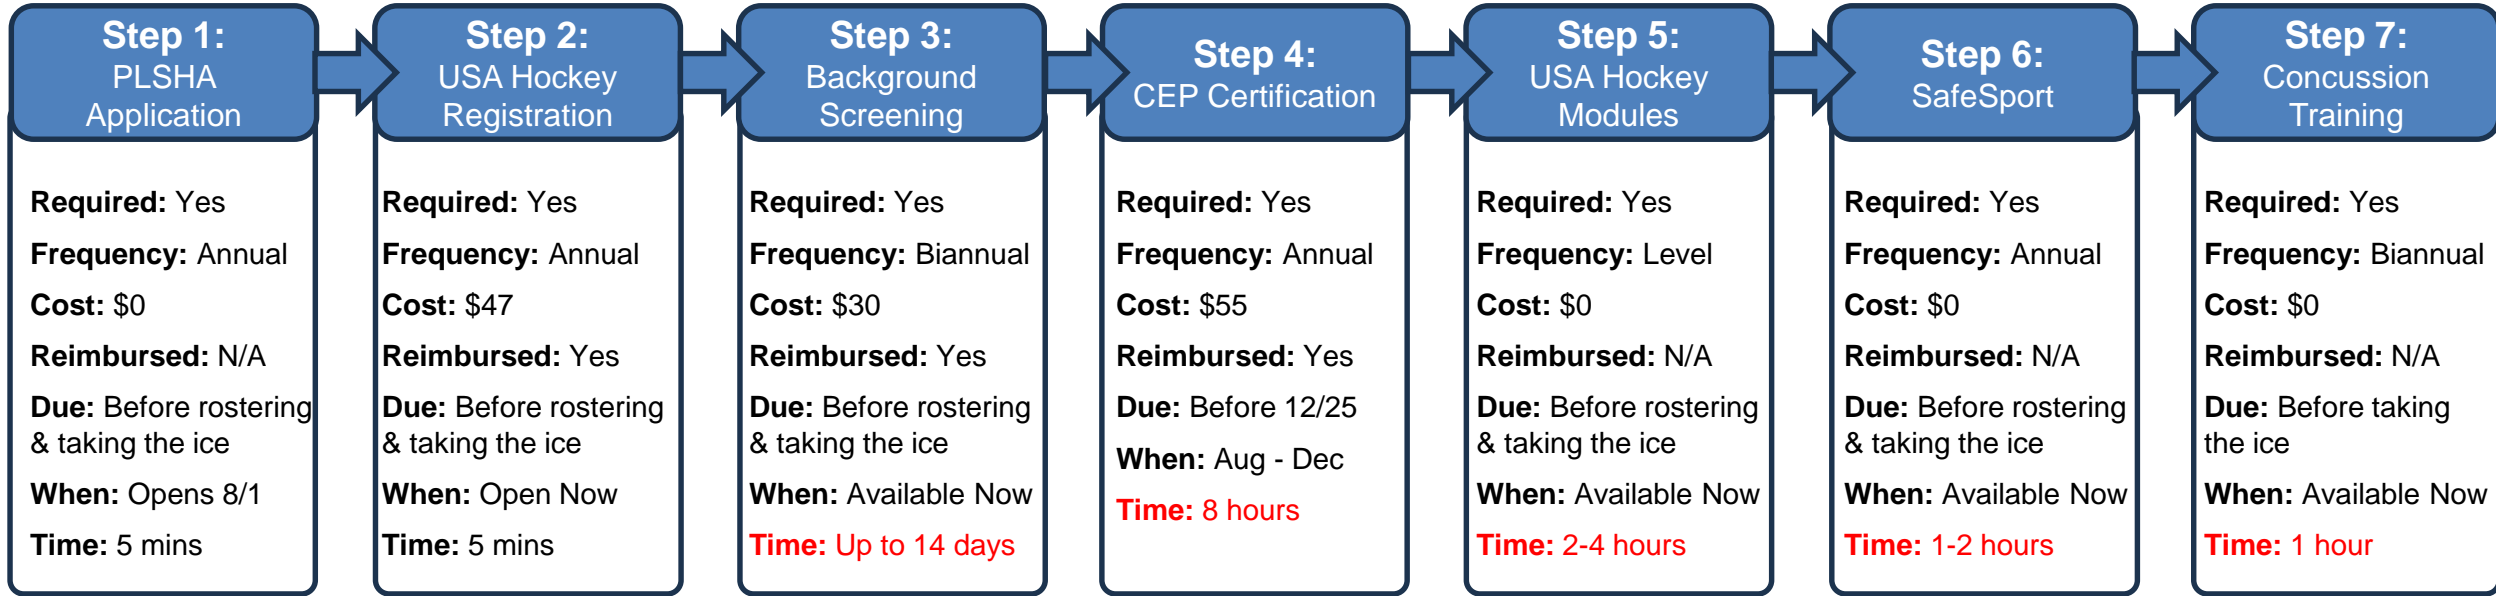 Step 1:
PLSHA
Application
Required: Yes
Frequency: Annual
Cost: $0
Reimbursed: N/A
Due: Before rostering
& taking the ice
When: Opens 8/1
Time: 5 mins
Step 2:
USA Hockey
Registration
Required: Yes
Frequency: Annual
Cost: $47
Reimbursed: Yes
Due: Before rostering
& taking the ice
When: Open Now
Time: 5 mins
Step 3:
Background
Screening
Required: Yes
Frequency: Biannual
Cost: $30
Reimbursed: Yes
Due: Before rostering
& taking the ice
When: Available Now
Time: Up to 14 days
Step 4:
CEP Certification
Required: Yes
Frequency: Annual
Cost: $55
Reimbursed: Yes
Due: Before 12/25
When: Aug - Dec
Time: 8 hours
Step 5:
USA Hockey
Modules
Required: Yes
Frequency: Level
Cost: $0
Reimbursed: N/A
Due: Before rostering
& taking the ice
When: Available Now
Time: 2-4 hours
Step 6:
SafeSport
Required: Yes
Frequency: Annual
Cost: $0
Reimbursed: N/A
Due: Before rostering
& taking the ice
When: Available Now
Time: 1-2 hours
Step 7:
Concussion
Training
Required: Yes
Frequency: Biannual
Cost: $0
Reimbursed: N/A
Due: Before taking
the ice
When: Available Now
Time: 1 hour